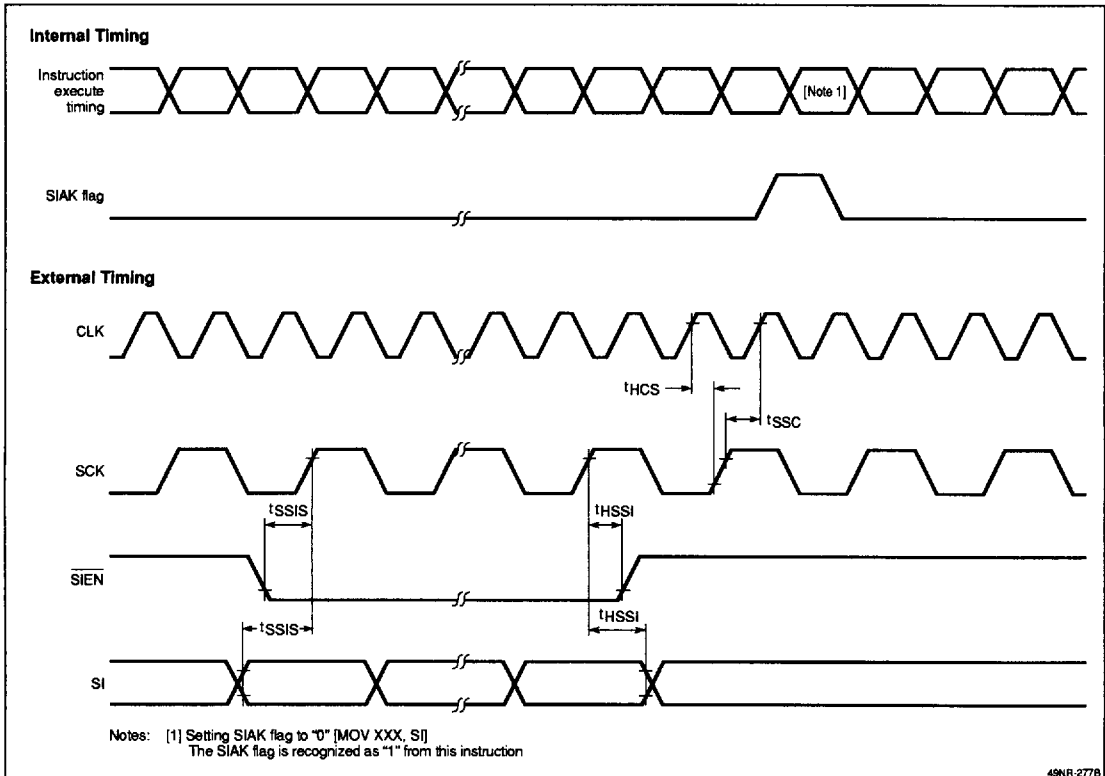 Internal Timing
Instruction
execute
timing
[Note 1]
SIAK flag
External Timing
CLK
tHCS
tSSC
SCK
tSSIS
tHSSI
SIEN
tHSSI
tSSIS
SI
Notes: [1] Setting SIAK flag to "0" [MOV XXX, SI]
The SIAK flag is recognized as "1" from this instruction
49NR-277B